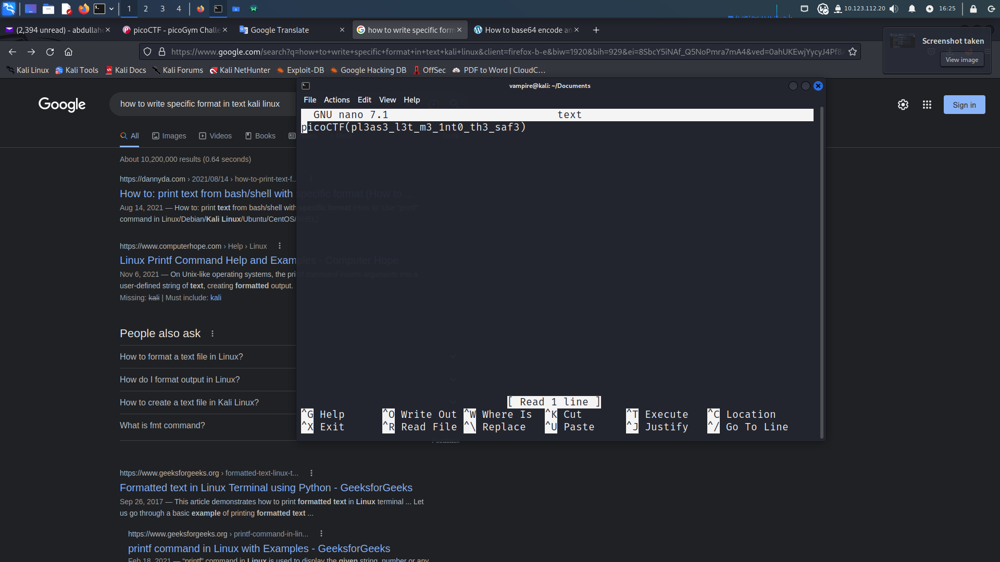 1 2 3 4
10.123.112.20 16:25
(2,394 unread) - abdullah
picoCTF - picoGym Challe
Google Translate
how to write specific form
How to base64 encode an
https://www.google.com/search?q=how+to+write+specific+format+in+text+kali+linux&client=firefox-b-e&biw=1920&bih=929&ei=8SbcY5iNAf_Q5NoPmra7mA4&ved=0ahUKEwjYycyJ4Pf8
Screenshot taken
View image
Kali Linux Kali Tools Kali Docs Kali Forums Kali NetHunter Exploit-DB Google Hacking DB OffSec PDF to Word | CloudC…
Google
how to write specific format in text kali linux
Sign in
All Images Videos Books
About 10,200,000 results (0.64 seconds)
https://dannyda.com › 2021/08/14 › how-to-print-text-f...
How to: print text from bash/shell with specific format (How to ...
Aug 14, 2021 — How to: print text from bash/shell with specific format (How to: Use "printf"
command in Linux/Debian/Kali Linux/Ubuntu/CentOS/RHEL)
https://www.computerhope.com › Help › Linux
Linux Printf Command Help and Examples - Computer Hope
Nov 6, 2021 — On Unix-like operating systems, the printf command inserts arguments into a
user-defined string of text, creating formatted output.
Missing: kali | Must include: kali
People also ask
How to format a text file in Linux?
How do I format output in Linux?
How to create a text file in Kali Linux?
What is fmt command?
Feedback
https://www.geeksforgeeks.org › formatted-text-linux-t...
Formatted text in Linux Terminal using Python - GeeksforGeeks
Sep 26, 2017 — This article demonstrates how to print formatted text in Linux terminal ... Let
us go through a basic example of printing formatted text ...
https://www.geeksforgeeks.org › printf-command-in-lin...
printf command in Linux with Examples - GeeksforGeeks
Feb 18, 2021 — "printf" command in Linux is used to display the given string, number or any
vampire@kali: ~/Documents
File Actions Edit View Help
GNU nano 7.1 text
picoCTF(pl3as3_l3t_m3_1nt0_th3_saf3)
[ Read 1 line ]
^G Help ^O Write Out ^W Where Is ^K Cut ^T Execute ^C Location
^X Exit ^R Read File ^\ Replace ^U Paste ^J Justify ^/ Go To Line